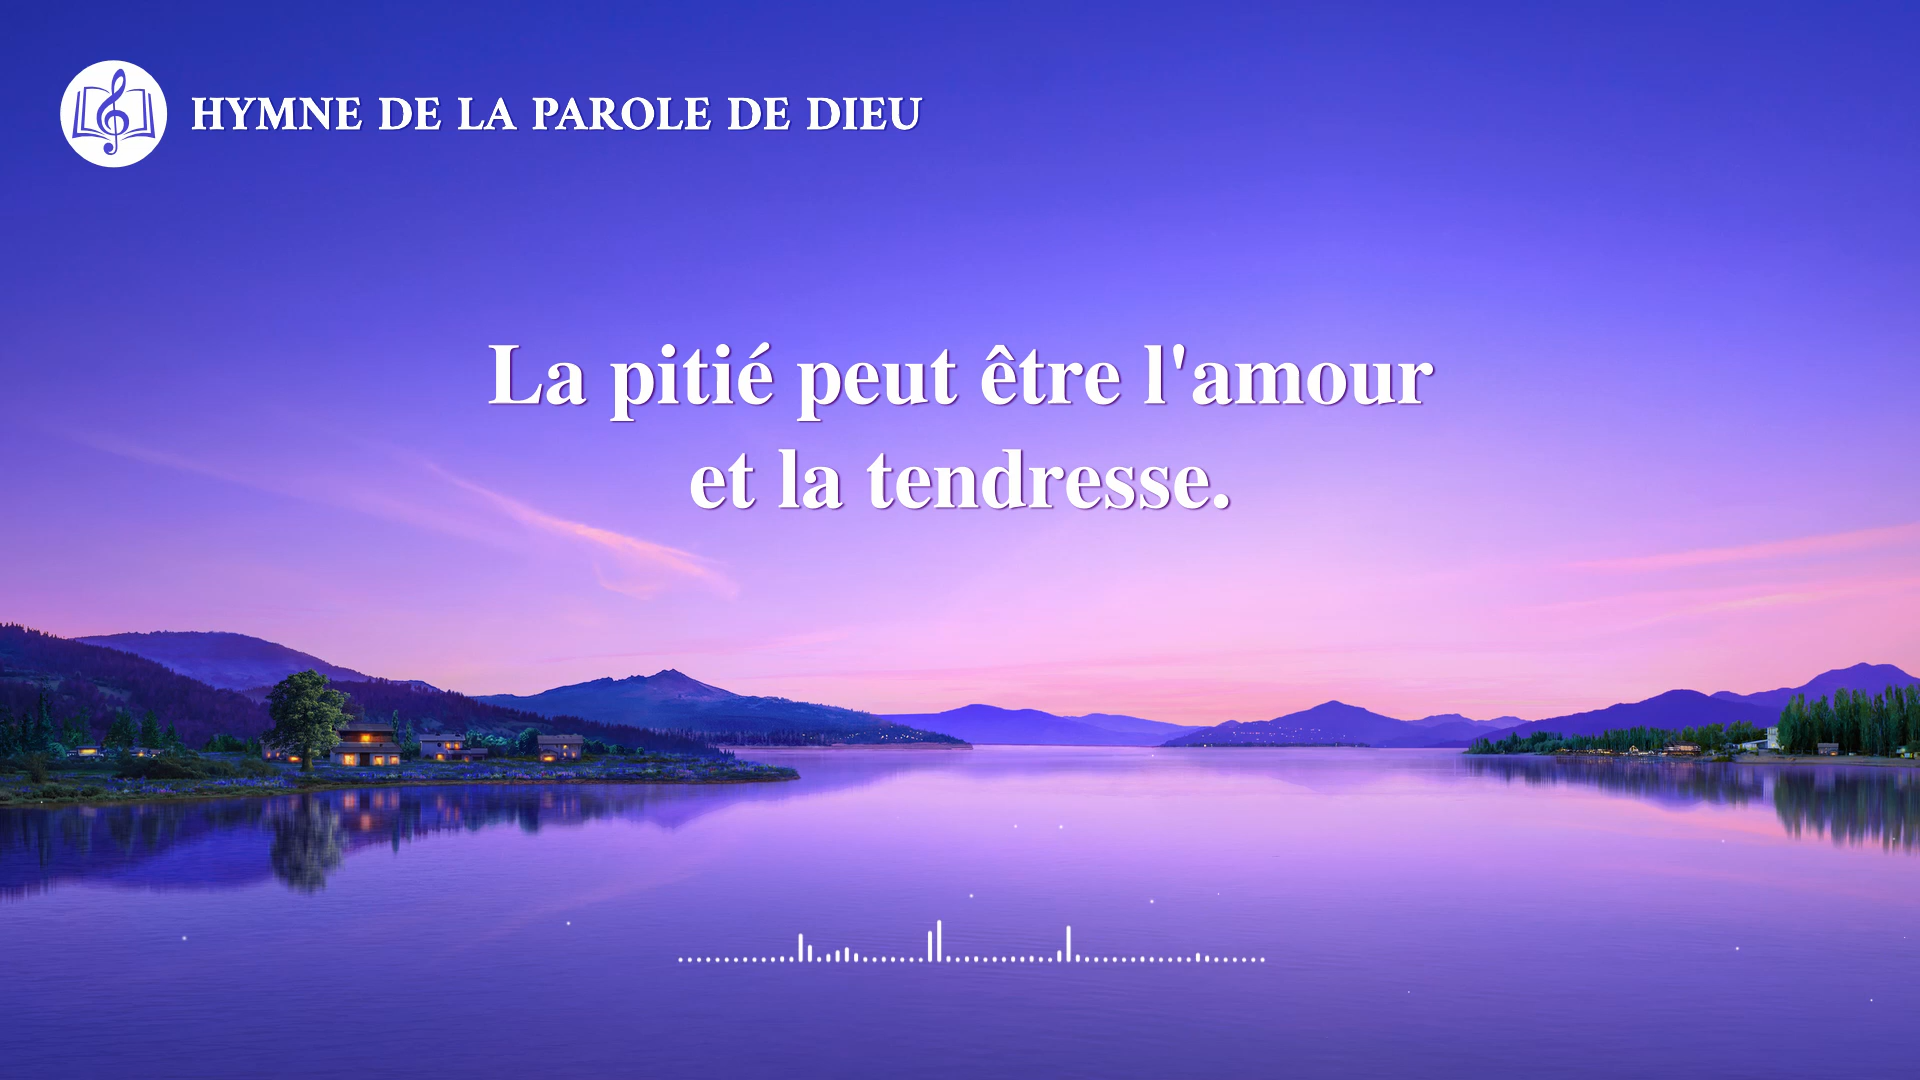 HYMNE DE LA PAROLE DE DIEU
La pitié peut être l'amour
et la tendresse.